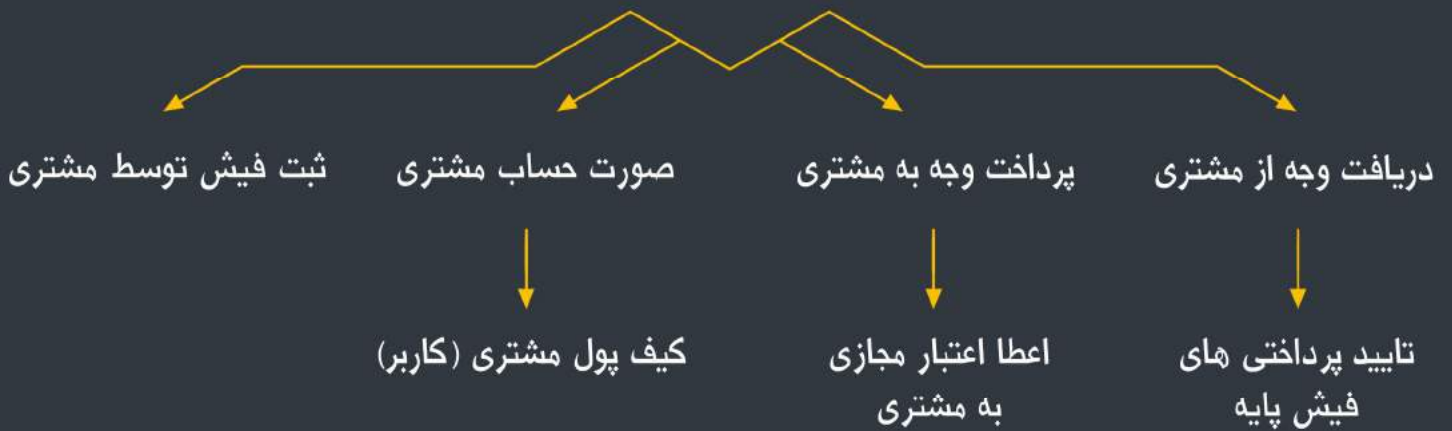 دریافت وجه از مشتری
پرداخت وجه به مشتری
صورت حساب مشتری
ثبت فیش توسط مشتری
تایید پرداختی های
فیش پایه
اعطا اعتبار مجازی
به مشتری
کیف پول مشتری (کاربر)